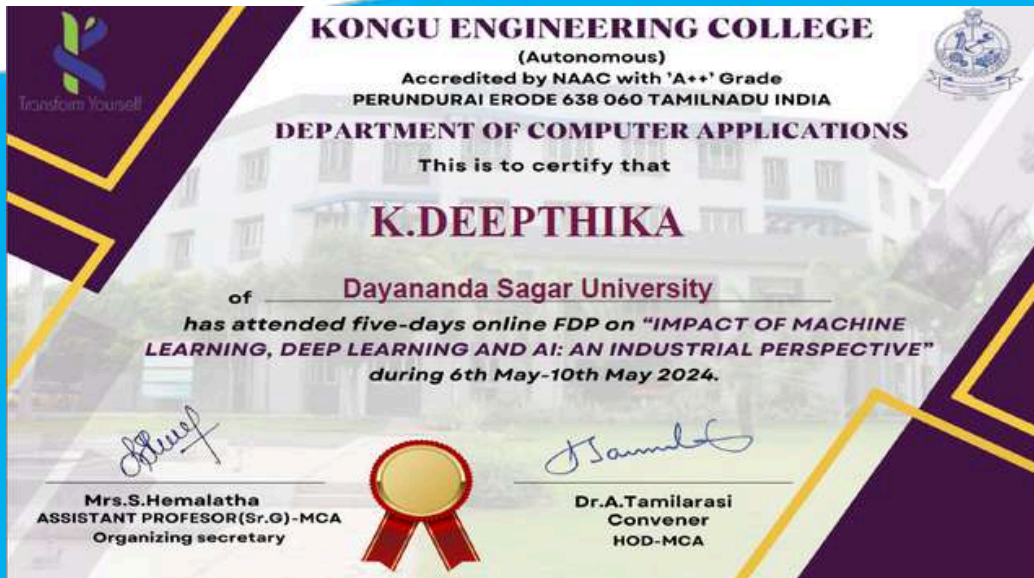 KONGU ENGINEERING COLLEGE
(Autonomous)
Accredited by NAAC with 'A++' Grade
PERUNDURAI ERODE 638 060 TAMILNADU INDIA
Transform Yourself
DEPARTMENT OF COMPUTER APPLICATIONS
This is to certify that
K.DEEPTHIKA
of Dayananda Sagar University
has attended five-days online FDP on “IMPACT OF MACHINE
LEARNING, DEEP LEARNING AND AI: AN INDUSTRIAL PERSPECTIVE”
during 6th May-10th May 2024.
Mrs.S.Hemalatha
ASSISTANT PROFESOR(Sr.G)-MCA
Organizing secretary
Dr.A.Tamilarasi
Convener
HOD-MCA